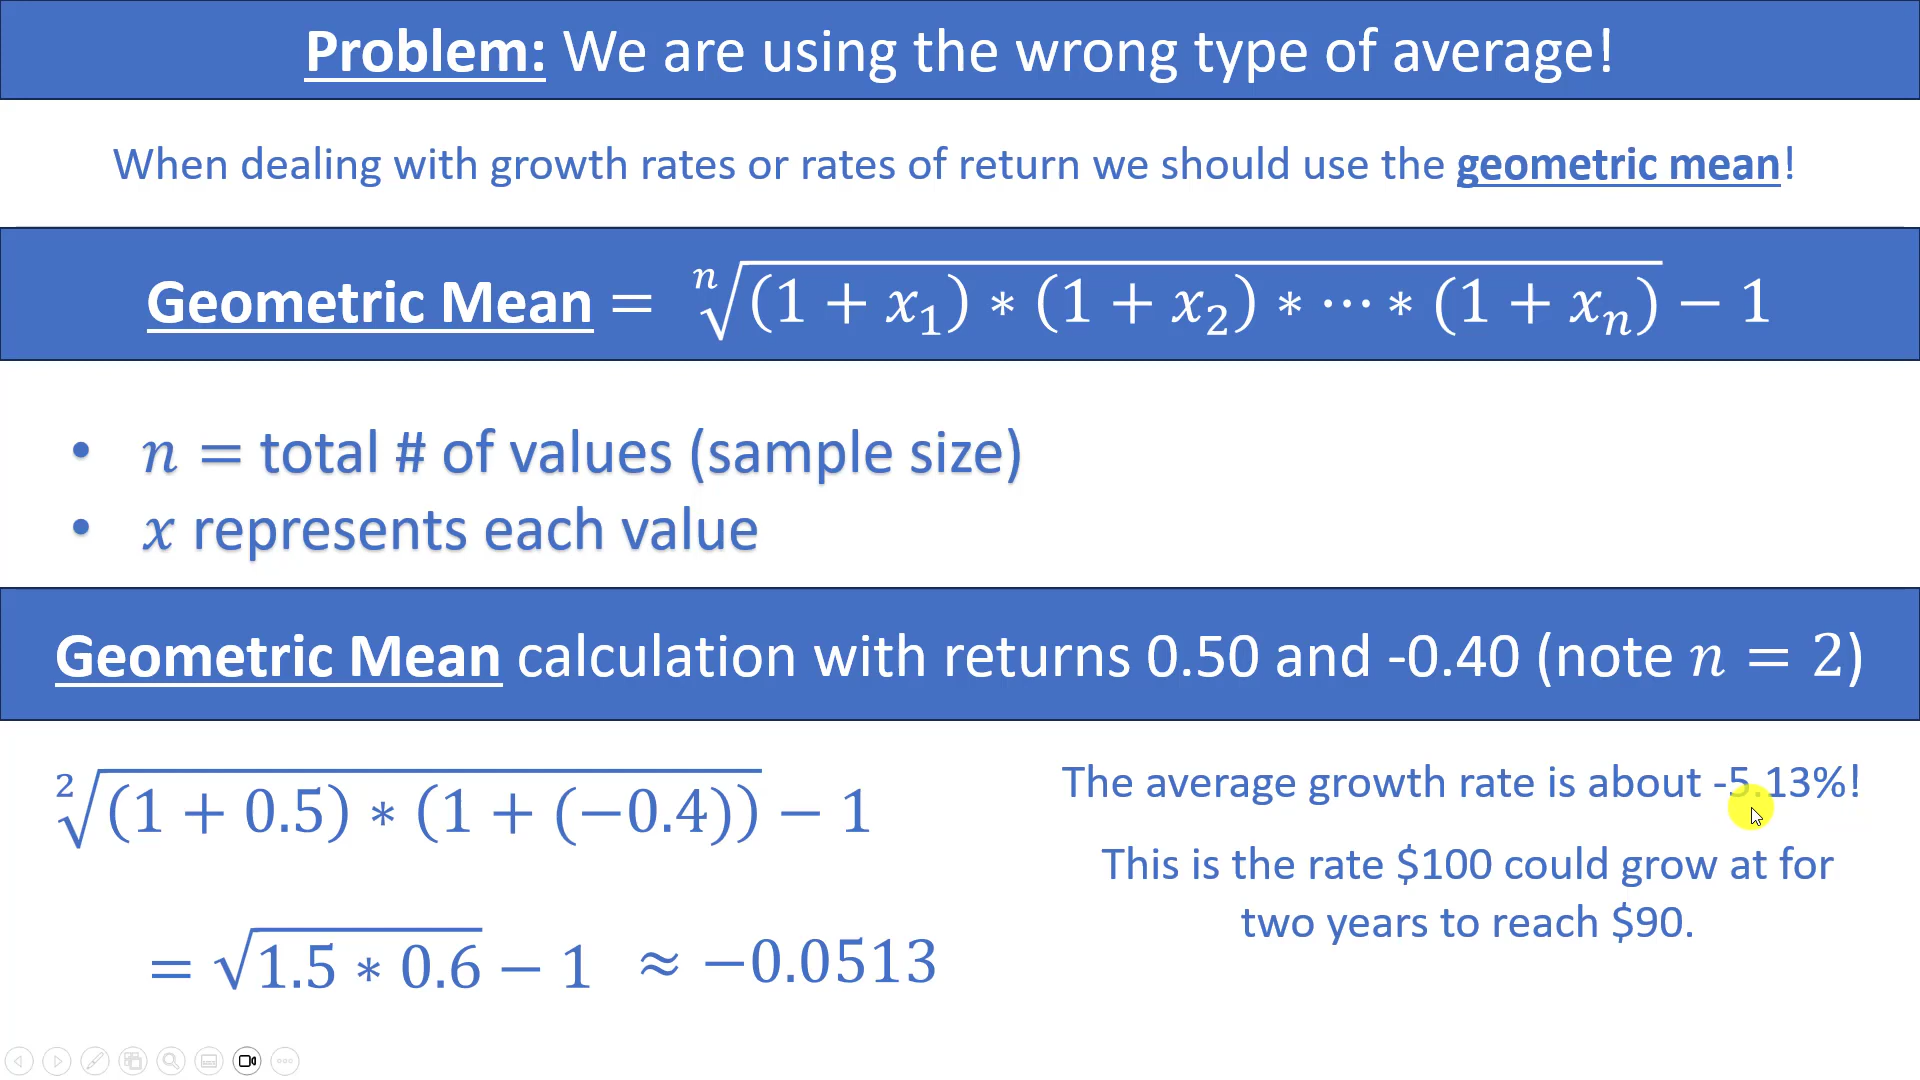 Problem: We are using the wrong type of average!
When dealing with growth rates or rates of return we should use the geometric mean!
Geometric Mean = ⁿ√((1 + x₁) * (1 + x₂) * ⋯ * (1 + xₙ)) − 1
• n = total # of values (sample size)
• x represents each value
Geometric Mean calculation with returns 0.50 and -0.40 (note n = 2)
²√((1 + 0.5) * (1 + (−0.4))) − 1
= √(1.5 * 0.6) − 1 ≈ −0.0513
The average growth rate is about -5.13%!
This is the rate $100 could grow at for
two years to reach $90.